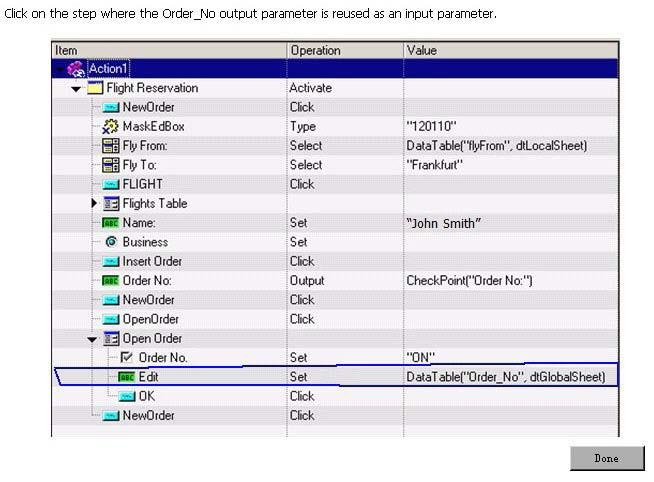 Click on the step where the Order_No output parameter is reused as an input parameter.
Item Operation Value
Action1
Flight Reservation Activate
NewOrder Click
MaskEdBox Type "120110"
Fly From: Select DataTable("flyFrom", dtLocalSheet)
Fly To: Select "Frankfurt"
FLIGHT Click
Flights Table
ABC Name: Set “John Smith”
Business Set
Insert Order Click
ABC Order No: Output CheckPoint("Order No:")
NewOrder Click
OpenOrder Click
Open Order
Order No. Set "ON"
ABC Edit Set DataTable("Order_No", dtGlobalSheet)
OK Click
NewOrder Click
Done